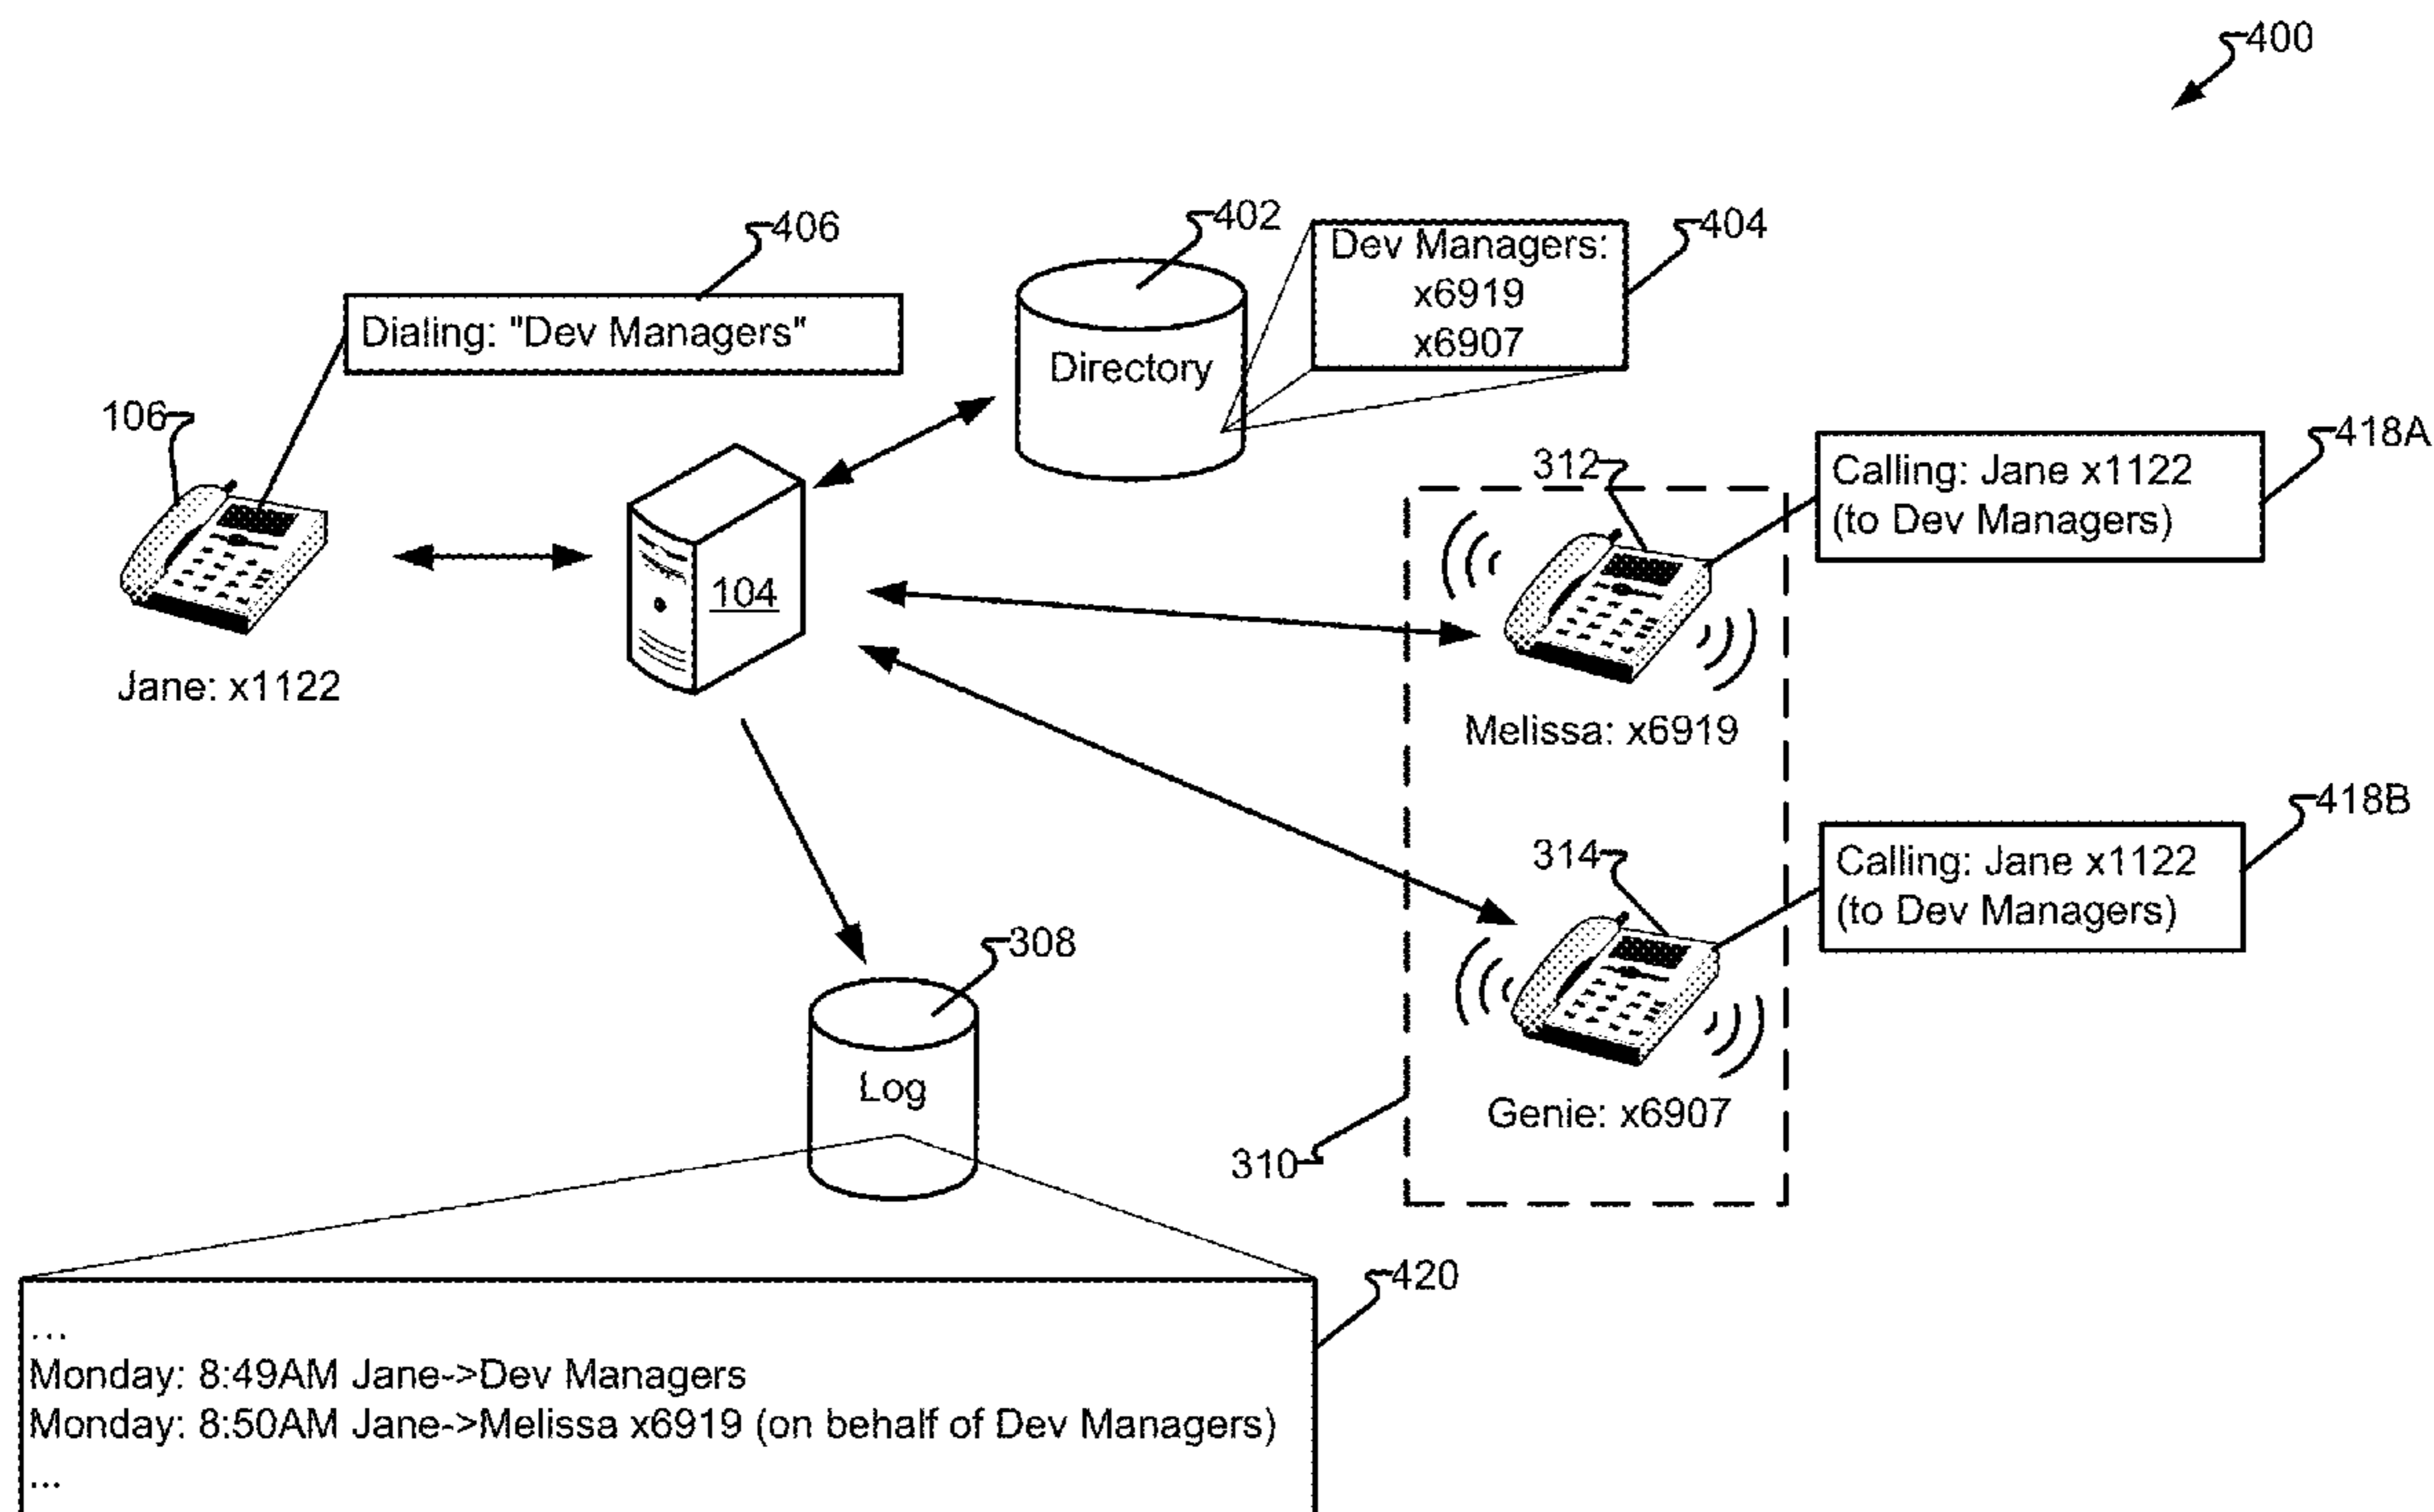 400
406
402
Dev Managers:
x6919
x6907
404
Dialing: "Dev Managers"
Directory
106
104
Jane: x1122
312
Calling: Jane x1122
(to Dev Managers)
418A
Melissa: x6919
314
Calling: Jane x1122
(to Dev Managers)
418B
Genie: x6907
310
308
Log
420
...
Monday: 8:49AM Jane->Dev Managers
Monday: 8:50AM Jane->Melissa x6919 (on behalf of Dev Managers)
...